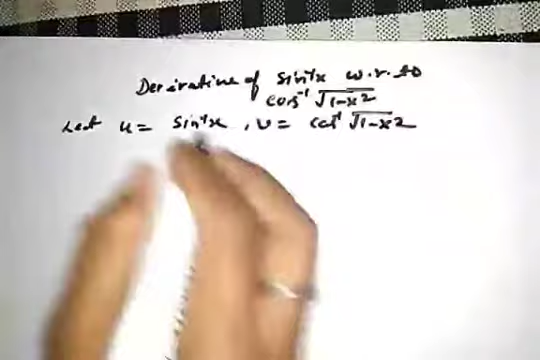 Derivative of sin⁻¹x w.r. to
cos⁻¹ √1-x²
Let u = sin⁻¹x , v = cos⁻¹ √1-x²